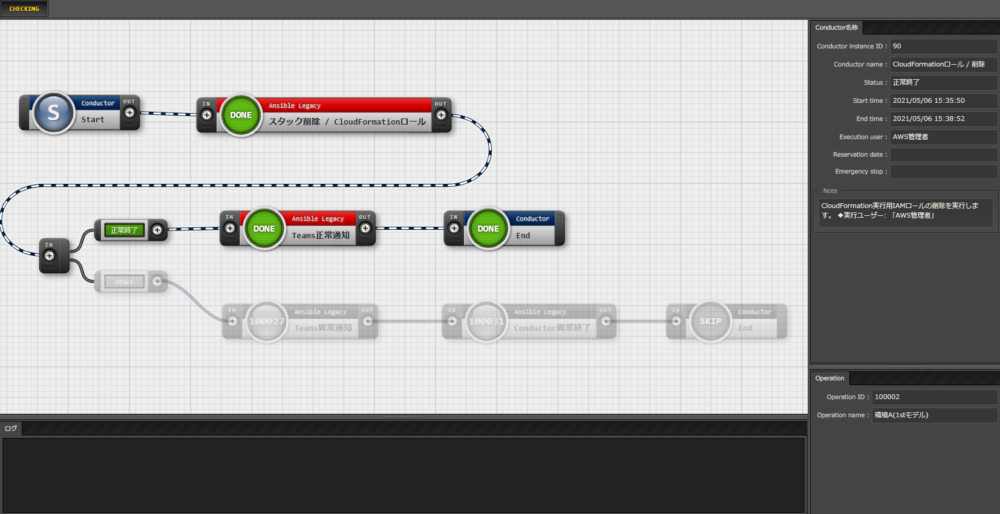 CHECKING
Conductor
Start
OUT
IN
DONE
Ansible Legacy
スタック削除 / CloudFormationロール
OUT
S
IN
正常終了
Other
IN
DONE
Ansible Legacy
Teams正常通知
OUT
IN
DONE
Conductor
End
IN
100027
Ansible Legacy
Teams異常通知
OUT
IN
100031
Ansible Legacy
Conductor異常終了
OUT
IN
SKIP
Conductor
End
ログ
Conductor名称
Conductor instance ID : 90
Conductor name : CloudFormationロール / 削除
Status : 正常終了
Start time : 2021/05/06 15:35:50
End time : 2021/05/06 15:38:52
Execution user : AWS管理者
Reservation date :
Emergency stop :
Note
CloudFormation実行用IAMロールの削除を実行しま
す。 ◆実行ユーザー：「AWS管理者」
Operation
Operation ID : 100002
Operation name : 環境A(1stモデル)